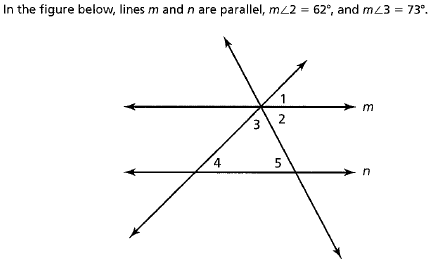 In the figure below, lines m and n are parallel, m∠2 = 62°, and m∠3 = 73°.
1
m
3 2
4 5
n